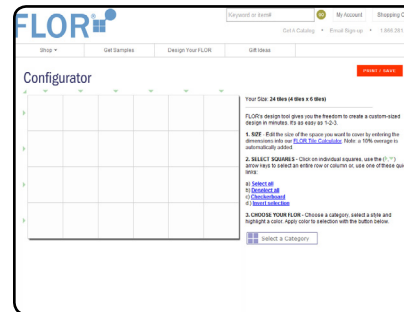 FLOR
Keyword or Item#
GO
My Account
Shopping C
Get A Catalog • Email Sign-up • 1.866.281
Shop
Get Samples
Design Your FLOR
Gift Ideas
Configurator
PRINT / SAVE
Your Size: 24 tiles (4 tiles x 6 tiles)
FLOR's design tool gives you the freedom to create a custom-sized
design in minutes. It's as easy as 1-2-3.
1. SIZE - Edit the size of the space you want to cover by entering the
dimensions into our FLOR Tile Calculator. Note: a 10% overage is
automatically added.
2. SELECT SQUARES - Click on individual squares, use the
arrow keys to select an entire row or column or, use one of these quic
links:
a) Select all
b) Deselect all
c) Checkerboard
d) Invert selection
3. CHOOSE YOUR FLOR - Choose a category, select a style and
highlight a color. Apply color to selection with the button below.
Select a Category